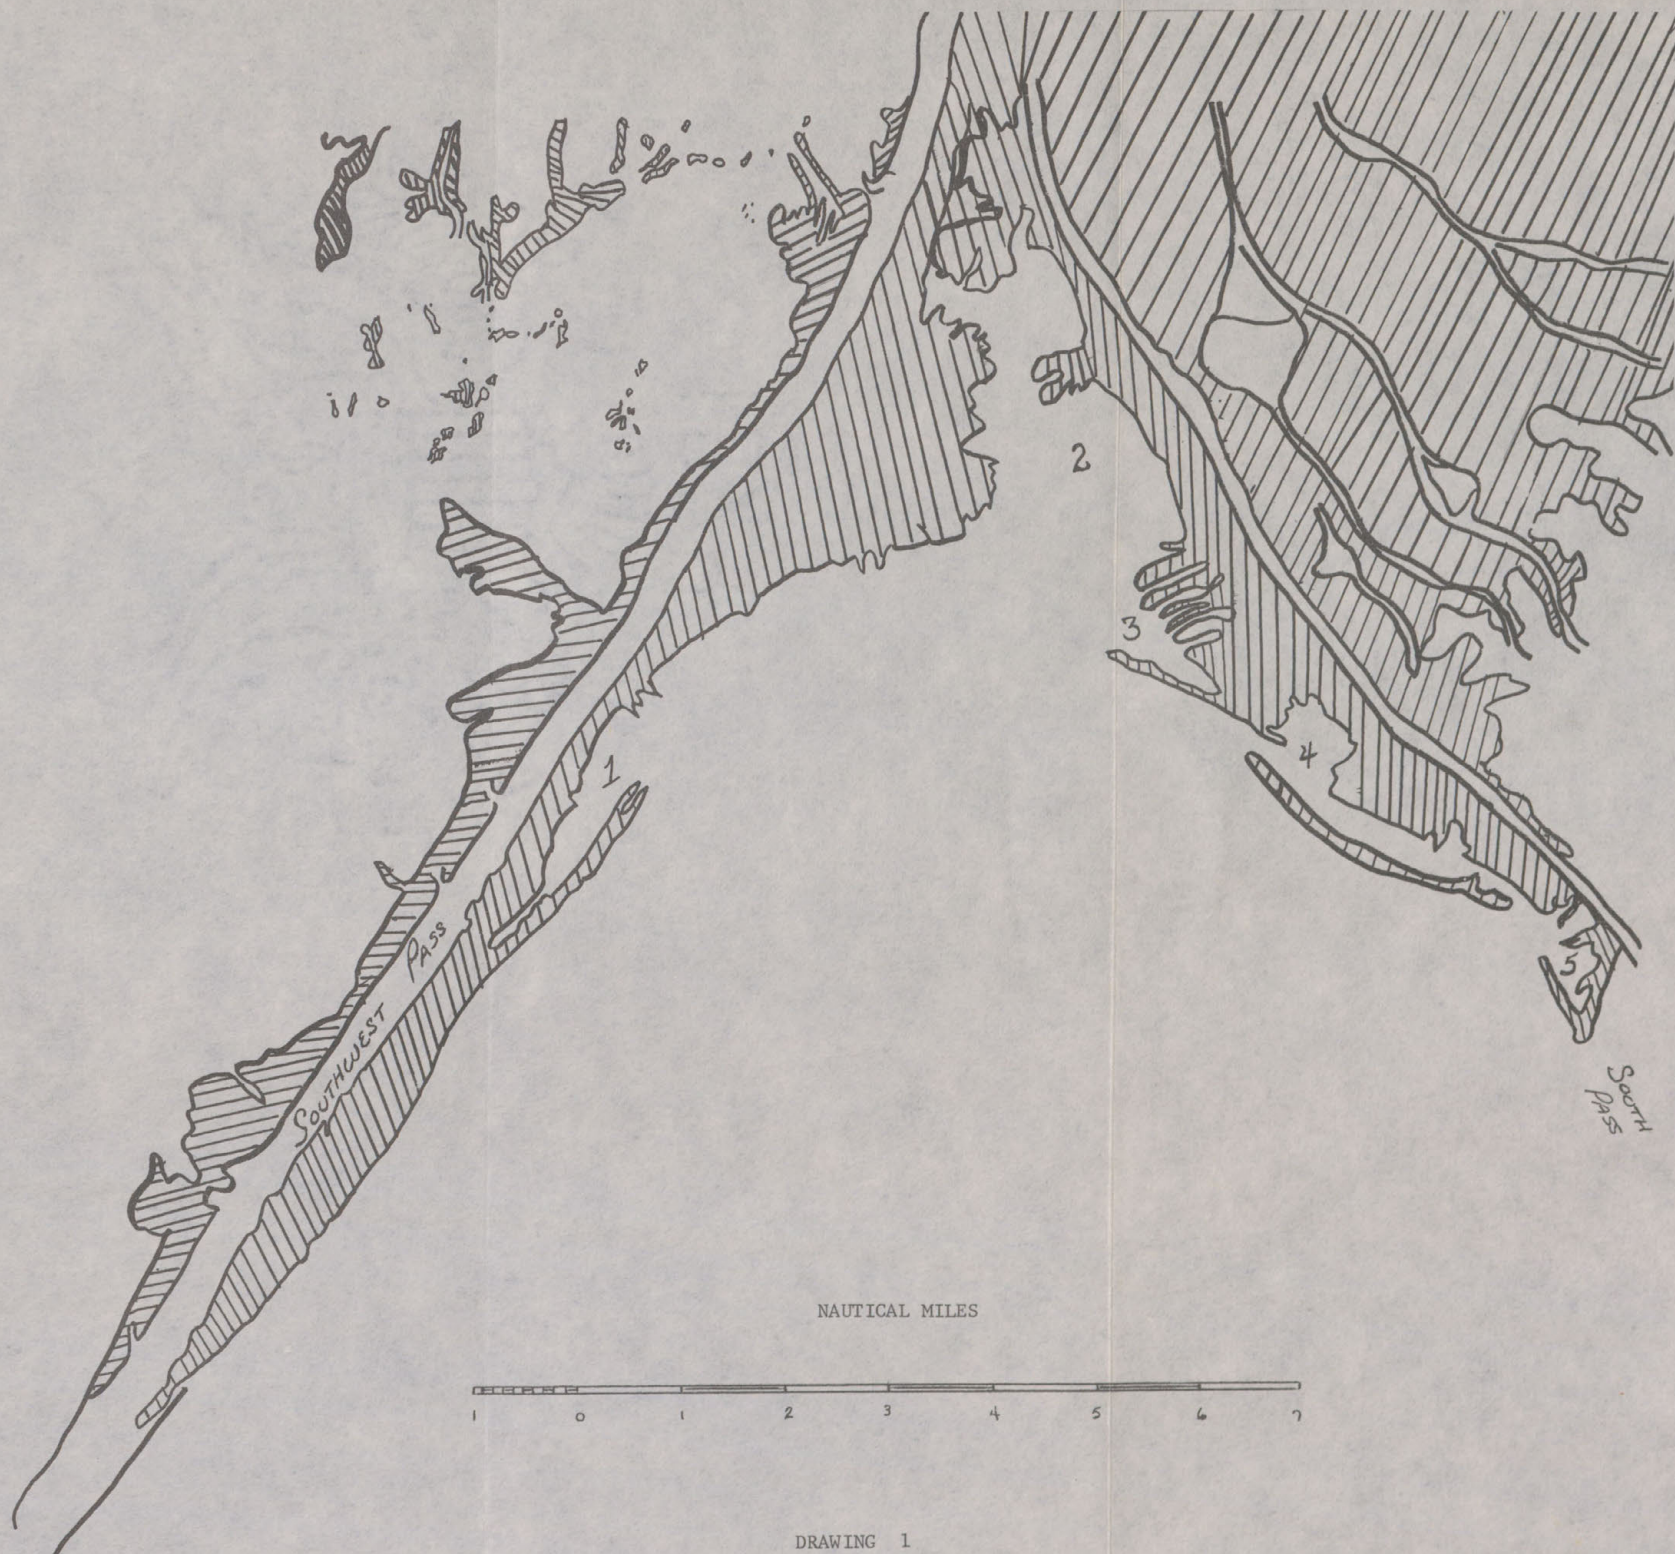 2
3
4
1
PASS
5
SOUTHWEST
SOUTH
PASS
NAUTICAL MILES
1 0 1 2 3 4 5 6 7
DRAWING 1